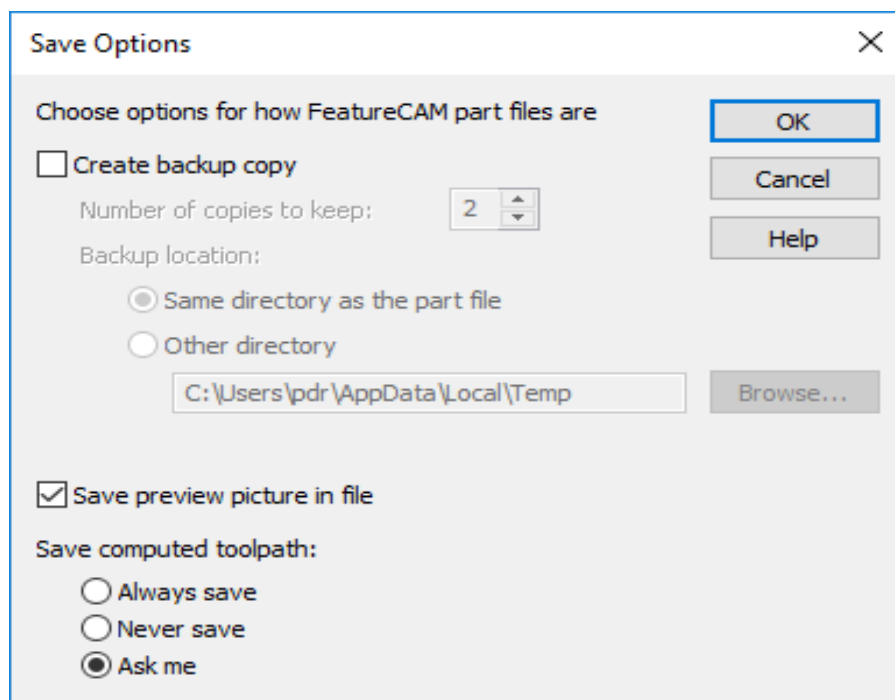 Save Options
Choose options for how FeatureCAM part files are
OK
Create backup copy
Cancel
Number of copies to keep: 2
Help
Backup location:
Same directory as the part file
Other directory
C:\Users\pdr\AppData\Local\Temp
Browse...
Save preview picture in file
Save computed toolpath:
Always save
Never save
Ask me